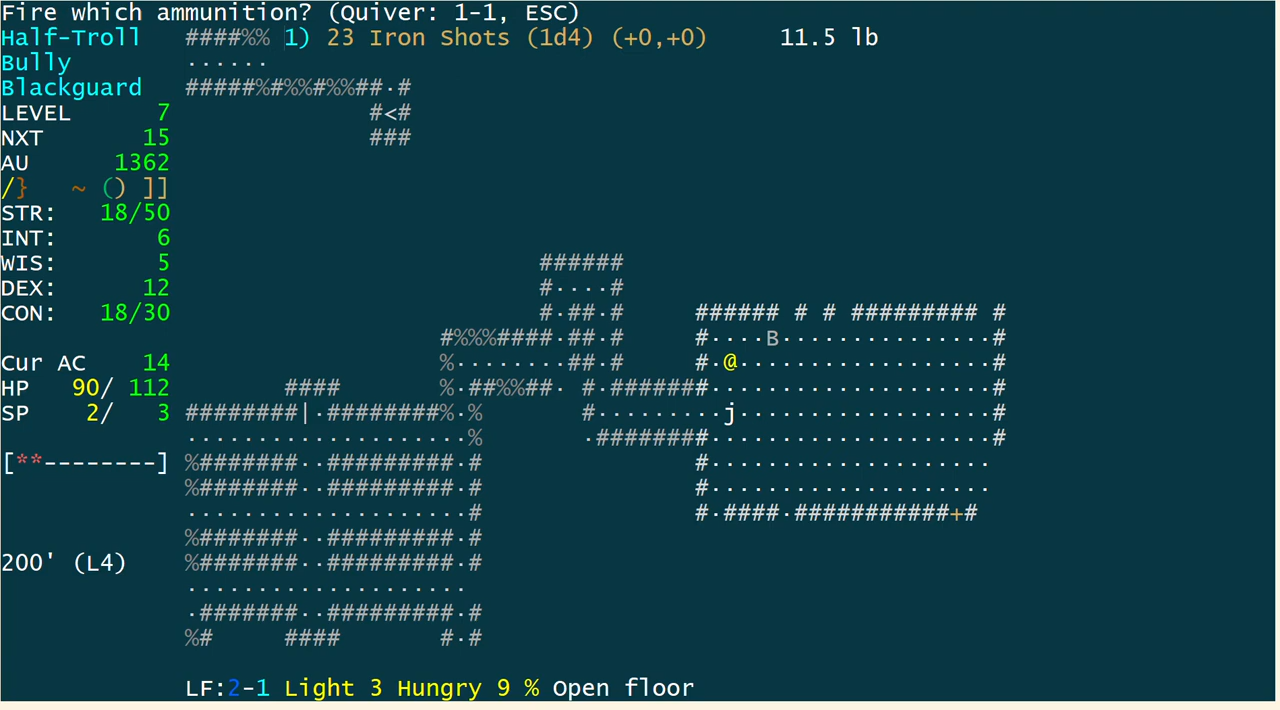 Fire which ammunition? (Quiver: 1-1, ESC)
Half-Troll   ####%% 1) 23 Iron Shots (1d4) (+0,+0)      11.5 lb
Bully        ······
Blackguard   #####%#%%#%%##·#
LEVEL      7                #<#
NXT       15                ###
AU      1362
/}   ~ () ]]
STR:   18/50
INT:       6
WIS:       5                              ######
DEX:      12                              #····#
CON:   18/30                              #·##·#      ###### # # ######### #
                                  #%%%####·##·#      #····B···············#
Cur AC    14                      %········##·#      #·@··················#
HP   90/ 112         ####         %·##%%##· #·########····················#
SP    2/   3 ########|·########%·%       #·········j··················#
             ····················%       ·########····················#
[**--------] %#######··#########·#            #····················
             %#######··#########·#            #····················
             ····················#            #·####·###########+#
             %#######··#########·#
200' (L4)    %#######··#########·#
             ····················
             ·#######··#########·#
             %#     ####       #·#
LF:2-1 Light 3 Hungry 9 % Open floor